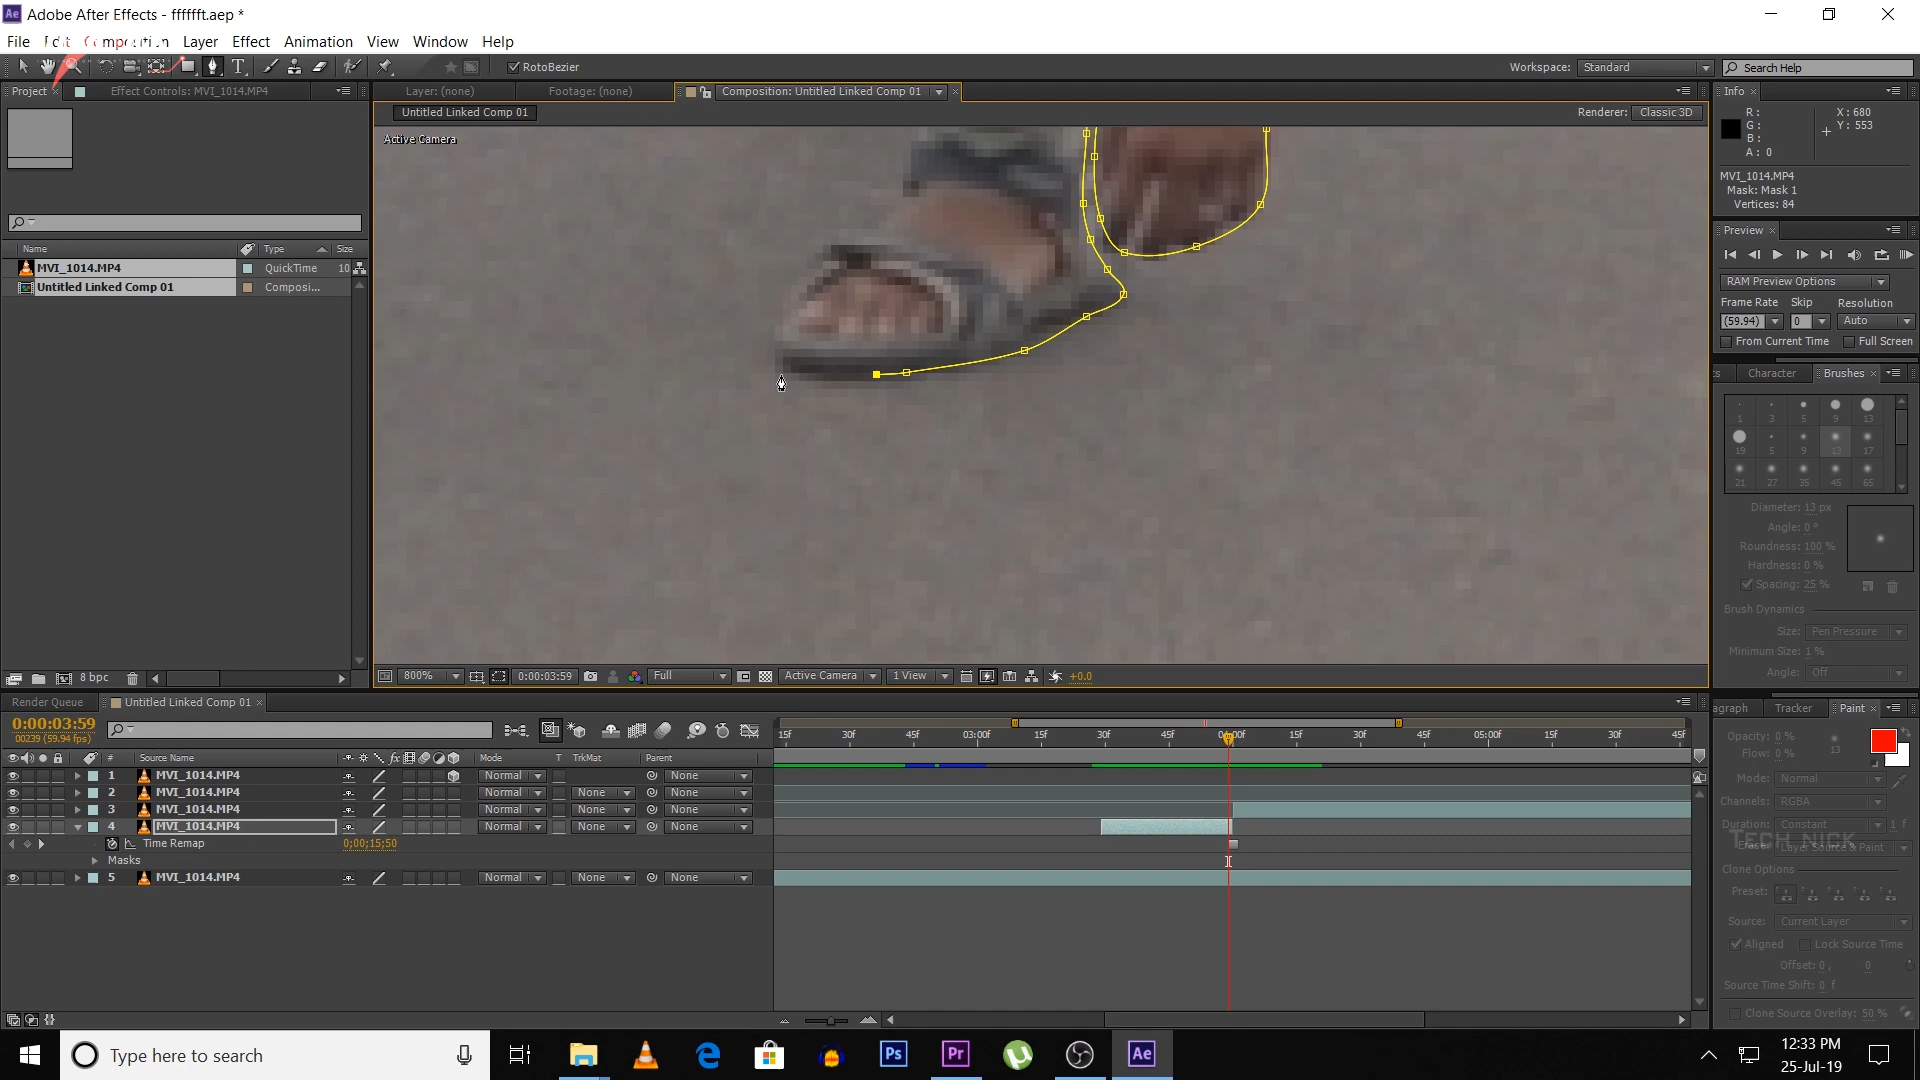 Adobe After Effects - fffffft.aep *
File Edit Composition Layer Effect Animation View Window Help
RotoBezier
Workspace: Standard
Search Help
Project Effect Controls: MVI_1014.MP4
Layer: (none) Footage: (none) Composition: Untitled Linked Comp 01
Untitled Linked Comp 01
Renderer: Classic 3D
Active Camera
Name Type Size
MVI_1014.MP4 QuickTime 10
Untitled Linked Comp 01 Composi...
8 bpc
800% 0:00:03:59 Full Active Camera 1 View +0.0
Info
R: X: 680
G: Y: 553
B:
A: 0
MVI_1014.MP4
Mask: Mask 1
Vertices: 84
Preview
RAM Preview Options
Frame Rate Skip Resolution
(59.94) 0 Auto
From Current Time Full Screen
Character Brushes
1 3 5 9 13
19 5 9 13 17
21 27 35 45 65
Diameter: 13 px
Angle: 0°
Roundness: 100 %
Hardness: 0 %
Spacing: 25 %
Brush Dynamics
Size: Pen Pressure
Minimum Size: 1 %
Angle: Off
agraph Tracker Paint
Opacity: 0 %
Flow: 0 %
13
Mode: Normal
Channels: RGBA
Duration: Constant 1 f
TECH NICK
Erase: Layer Source & Paint
Clone Options
Preset:
Source: Current Layer
Aligned Lock Source Time
Offset: 0, 0
Source Time Shift: 0 f
Clone Source Overlay: 50 %
Render Queue Untitled Linked Comp 01
0:00:03:59
00239 (59.94 fps)
15f 30f 45f 03:00f 15f 30f 45f 04:00f 15f 30f 45f 05:00f 15f 30f 45f
# Source Name fx Mode T TrkMat Parent
1 MVI_1014.MP4 Normal None
2 MVI_1014.MP4 Normal None None
3 MVI_1014.MP4 Normal None None
4 MVI_1014.MP4 Normal None None
Time Remap 0;00;15;50
Masks
5 MVI_1014.MP4 Normal None None
Type here to search
Ps Pr Ae
12:33 PM
25-Jul-19